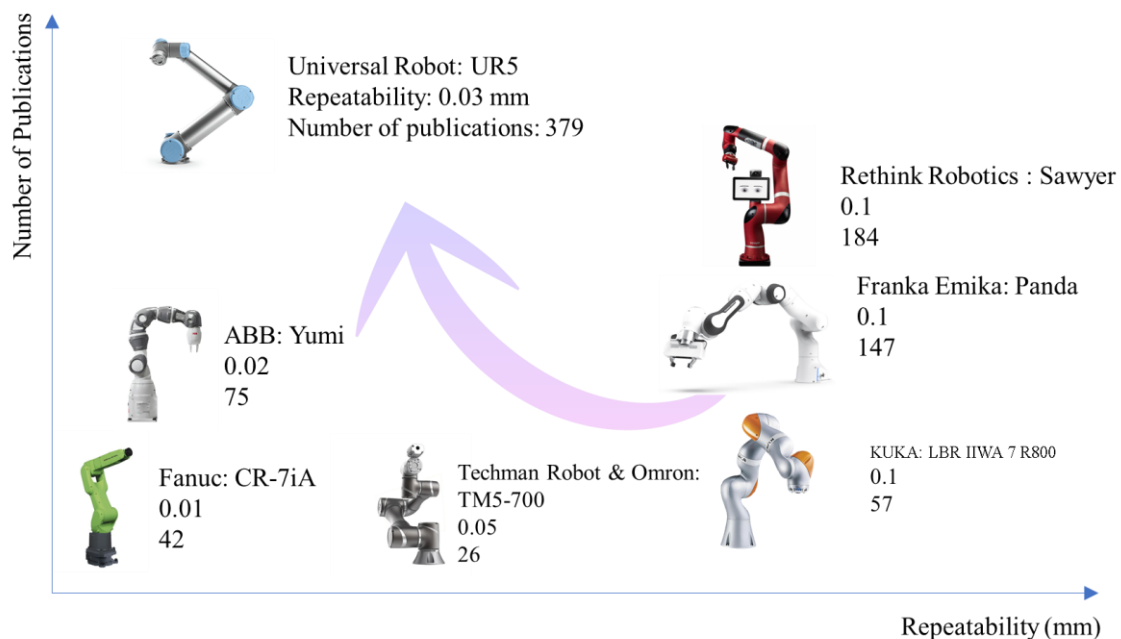 Number of Publications
Universal Robot: UR5
Repeatability: 0.03 mm
Number of publications: 379
Rethink Robotics : Sawyer
0.1
184
Franka Emika: Panda
0.1
147
ABB: Yumi
0.02
75
Fanuc: CR-7iA
0.01
42
Techman Robot & Omron:
TM5-700
0.05
26
KUKA: LBR IIWA 7 R800
0.1
57
Repeatability (mm)